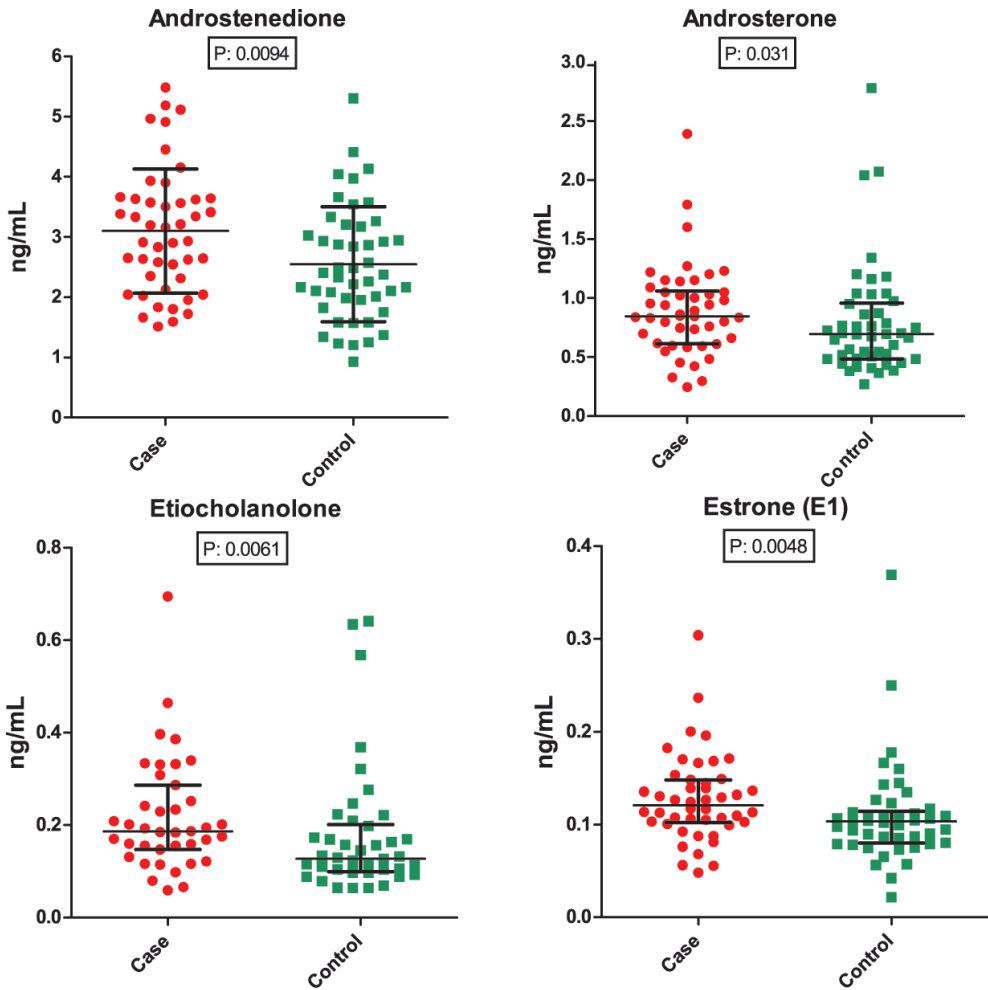 Androstenedione
P: 0.0094
6
5
4
3
2
1
0
ng/mL
Case
Control
Androsterone
P: 0.031
3.0
2.5
2.0
1.5
1.0
0.5
0.0
ng/mL
Case
Control
Etiocholanolone
P: 0.0061
0.8
0.6
0.4
0.2
0.0
ng/mL
Case
Control
Estrone (E1)
P: 0.0048
0.4
0.3
0.2
0.1
0.0
ng/mL
Case
Control